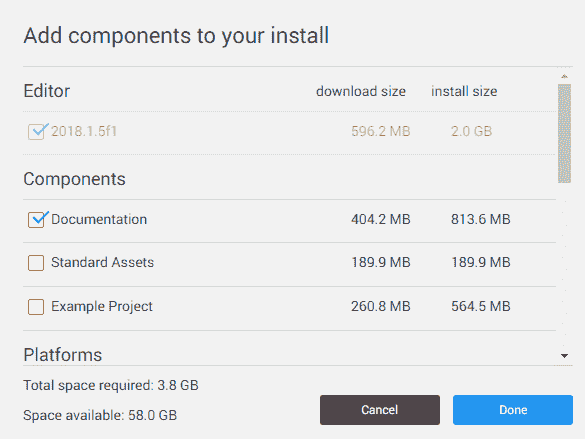 Add components to your install
Editor download size install size
2018.1.5f1 596.2 MB 2.0 GB
Components
Documentation 404.2 MB 813.6 MB
Standard Assets 189.9 MB 189.9 MB
Example Project 260.8 MB 564.5 MB
Platforms
Total space required: 3.8 GB
Space available: 58.0 GB
Cancel Done